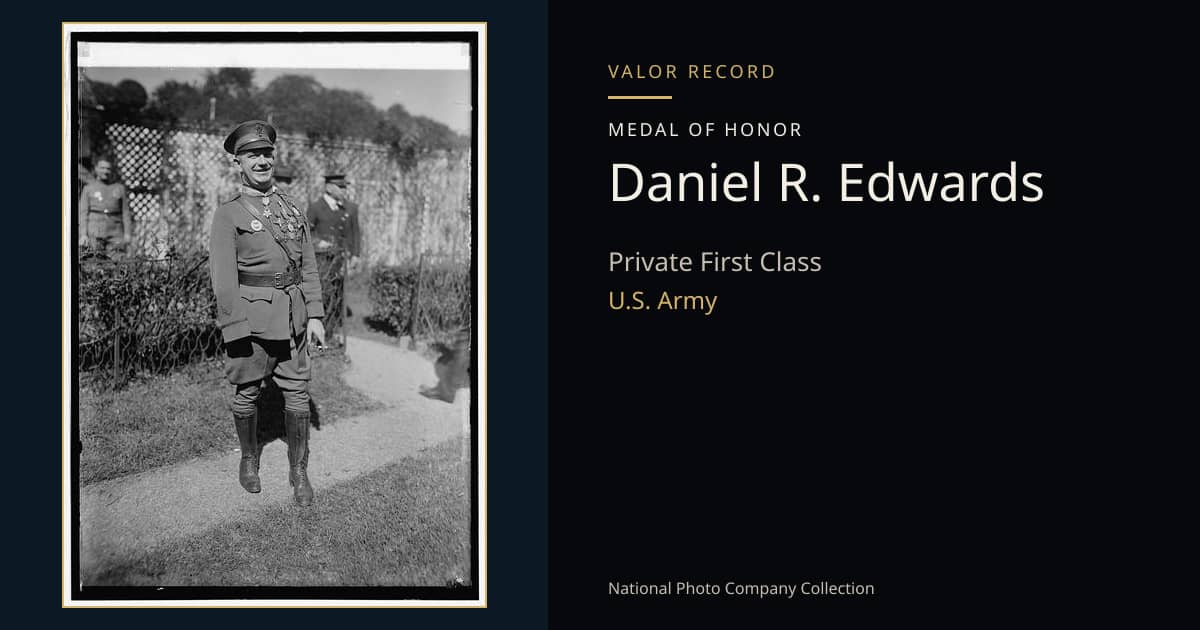 VALOR RECORD
MEDAL OF HONOR
Daniel R. Edwards
Private First Class
U.S. Army
National Photo Company Collection